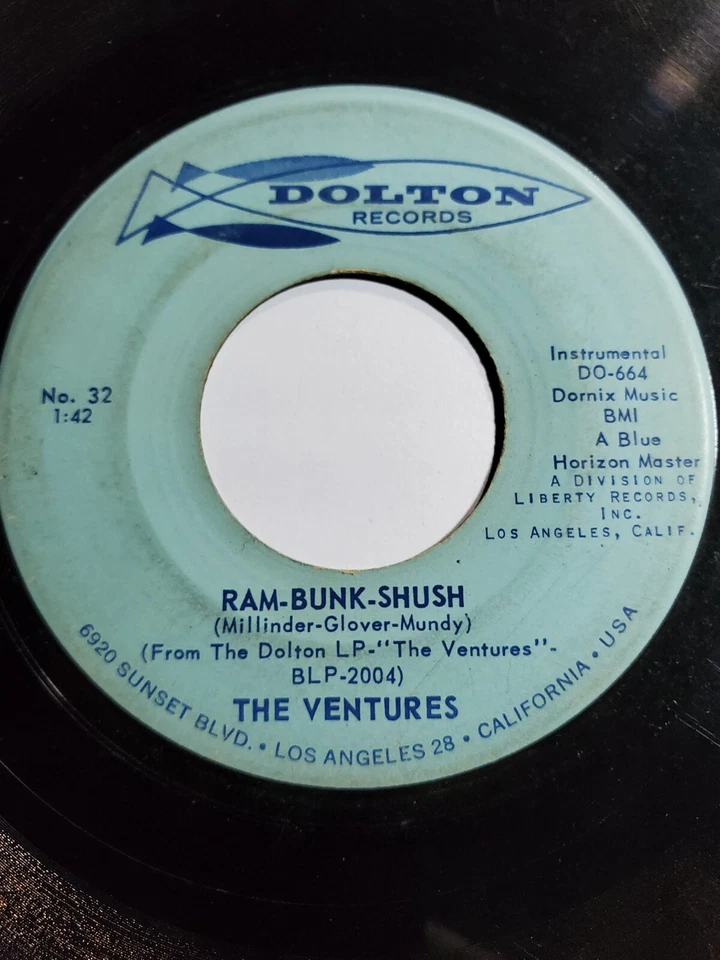 DOLTON
RECORDS
No. 32
1:42
Instrumental
DO-664
Dornix Music
BMI
A Blue
Horizon Master
A DIVISION OF
LIBERTY RECORDS,
INC.
LOS ANGELES, CALIF.
RAM-BUNK-SHUSH
(Millinder-Glover-Mundy)
(From The Dolton LP-"The Ventures"-
BLP-2004)
THE VENTURES
6920 SUNSET BLVD. • LOS ANGELES 28 • CALIFORNIA • USA